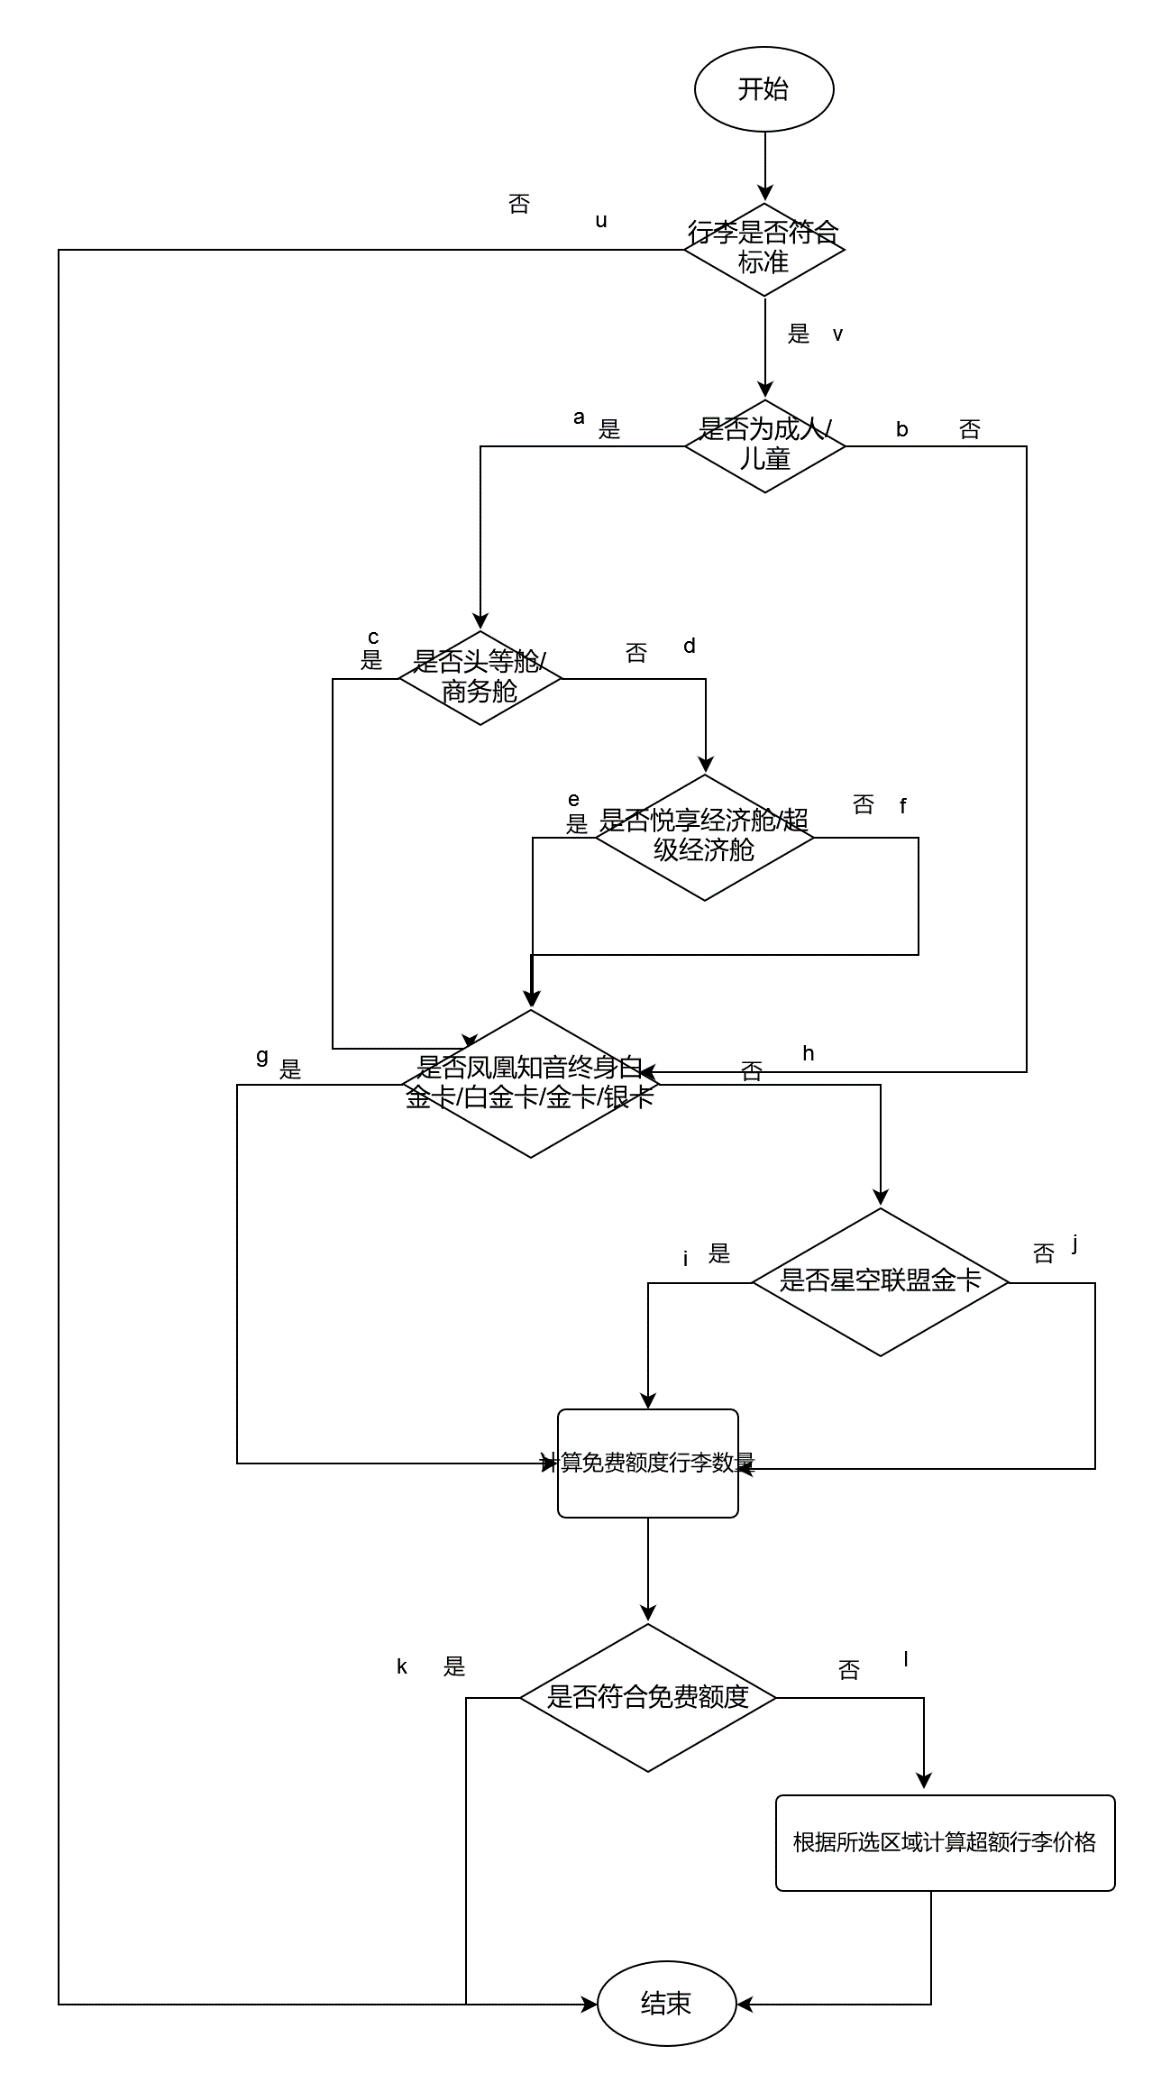 开始
否
u
行李是否符合
标准
是 v
a 是
是否为成人/
儿童
b 否
c
是
是否头等舱/
商务舱
否 d
e
是
是否悦享经济舱/超
级经济舱
否 f
g 是
是否凤凰知音终身白
金卡/白金卡/金卡/银卡
否
h
i 是
是否星空联盟金卡
否 j
计算免费额度行李数量
k 是
是否符合免费额度
否 l
根据所选区域计算超额行李价格
结束